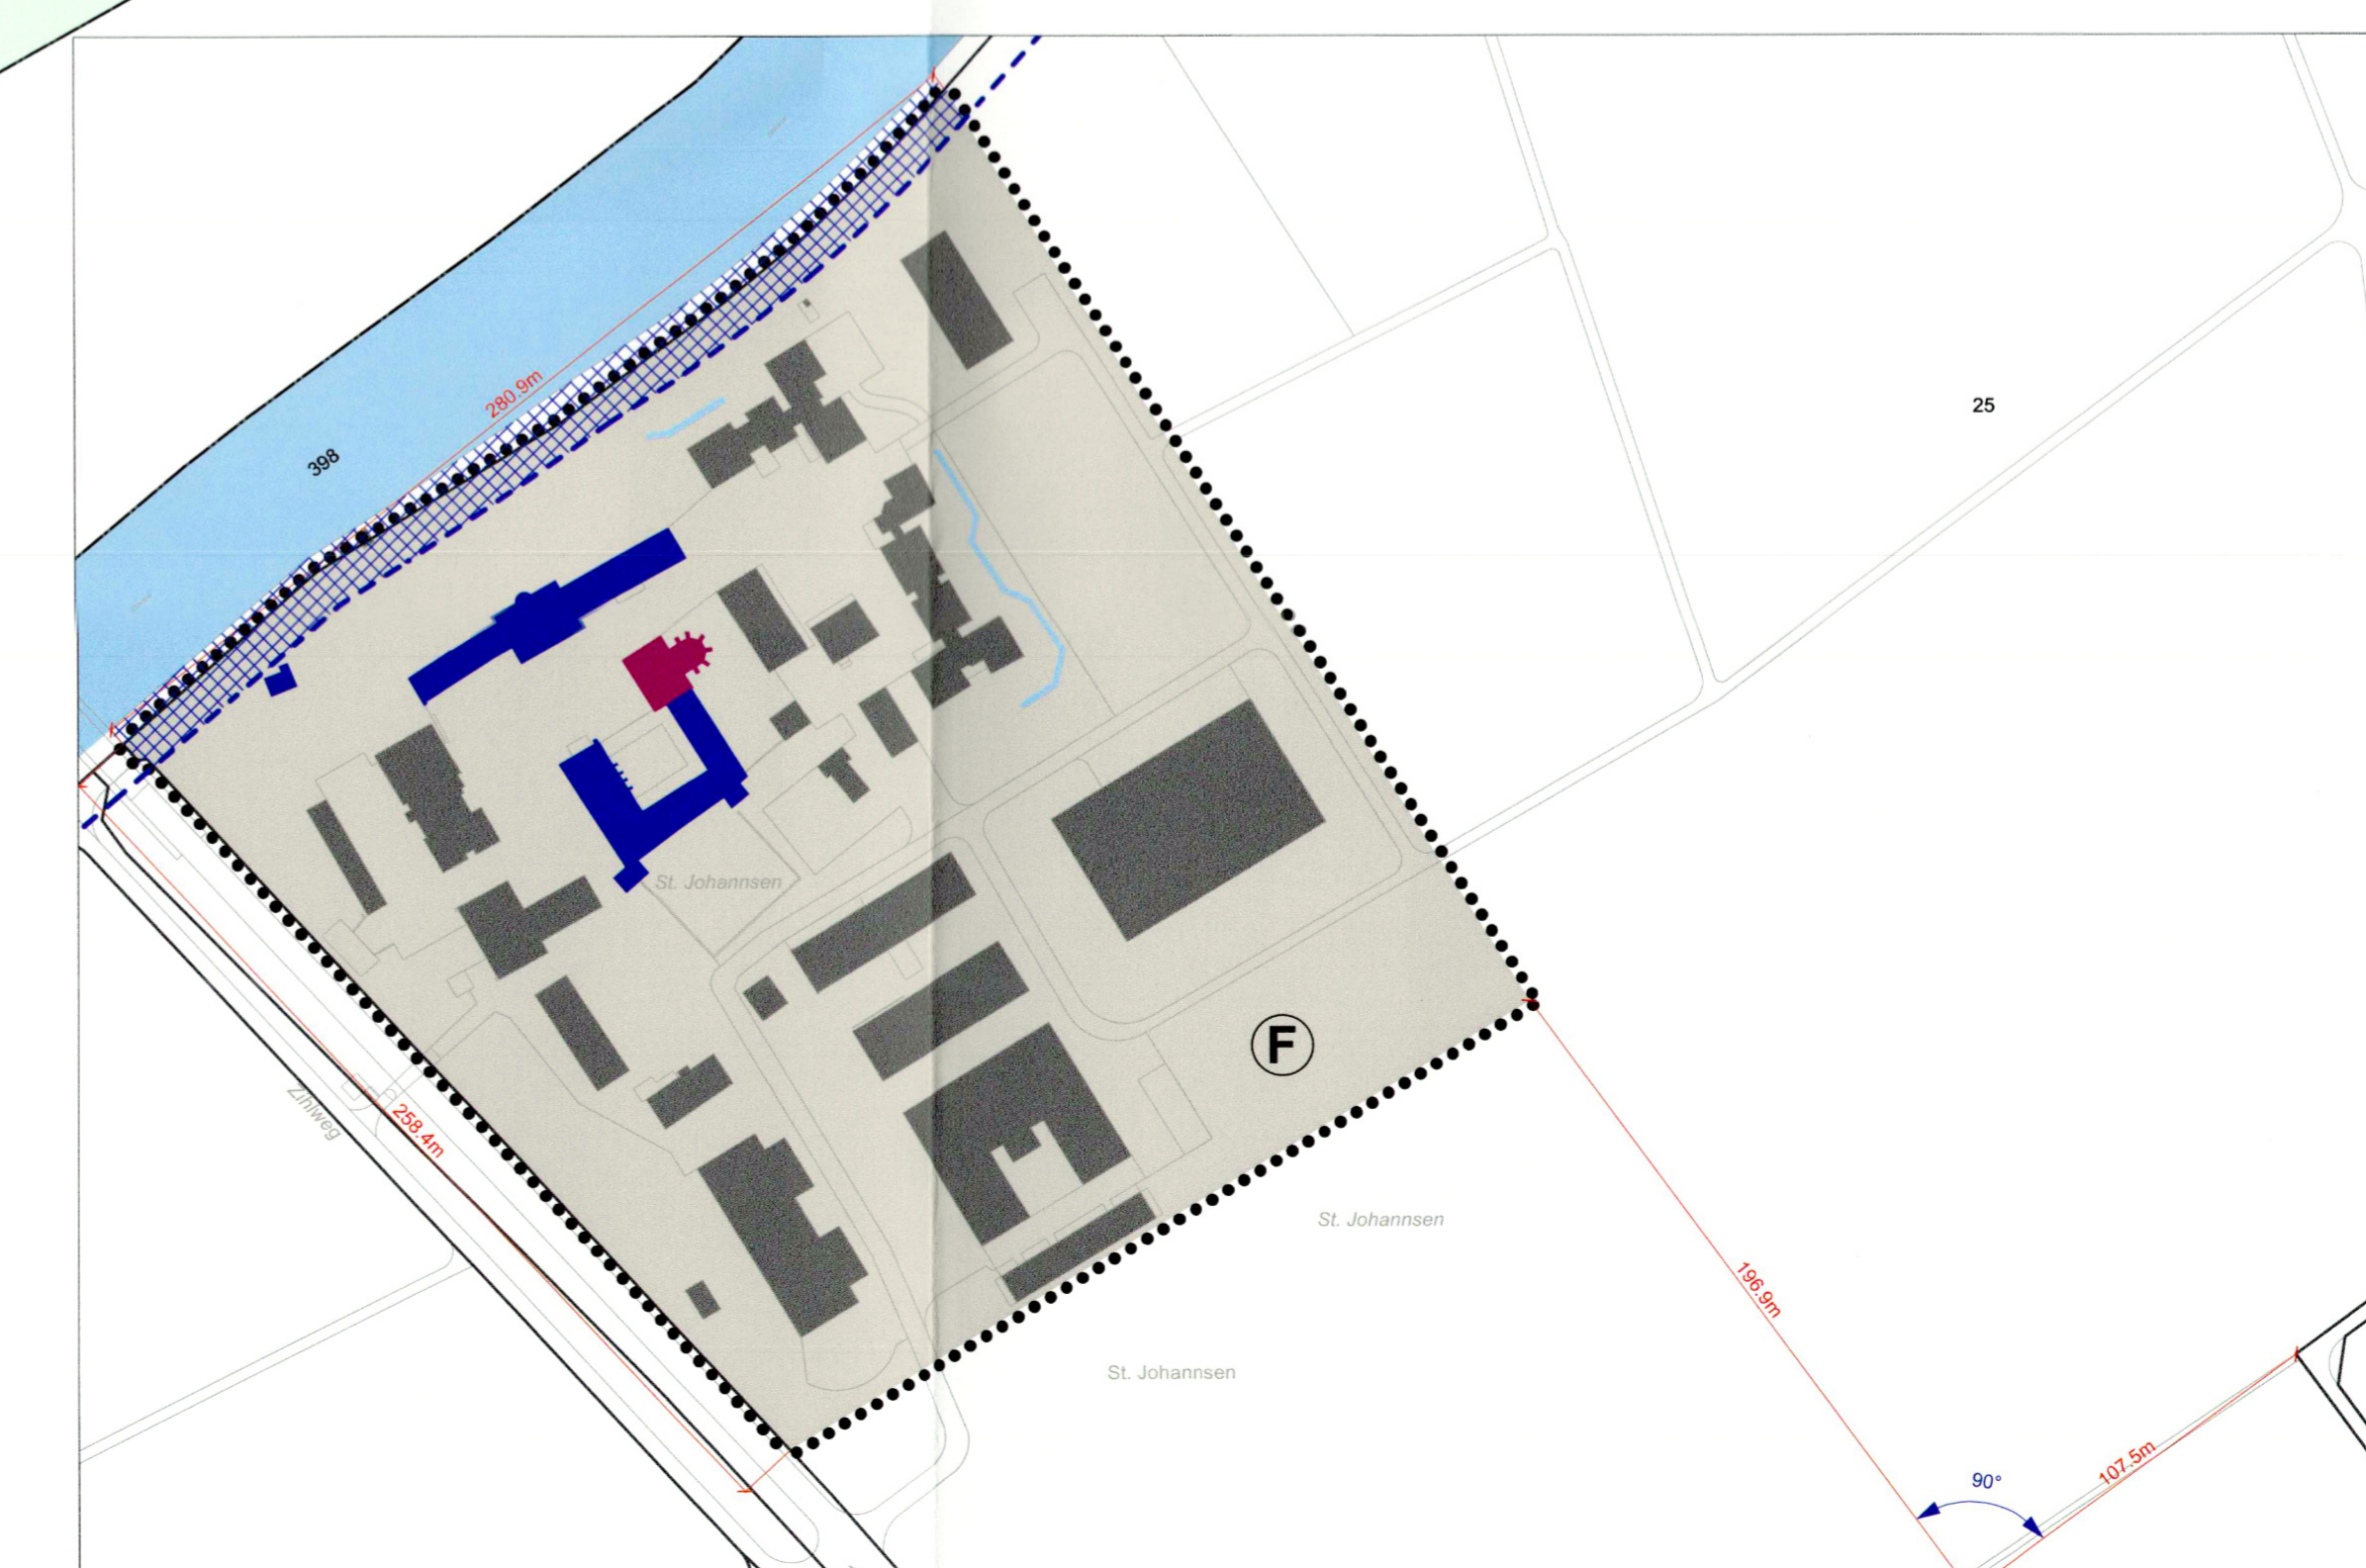 280.9m
25
398
St. Johannsen
F
Zihlweg
258.4m
St. Johannsen
196.9m
St. Johannsen
107.5m
90°